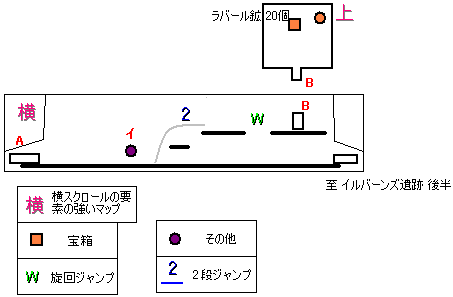 ラバール鉱 20個
上
B
横
2
W
B
A
イ
至 イルバーンズ遺跡 後半
横 横スクロールの要
素の強いマップ
宝箱
その他
W 旋回ジャンプ
2 2段ジャンプ